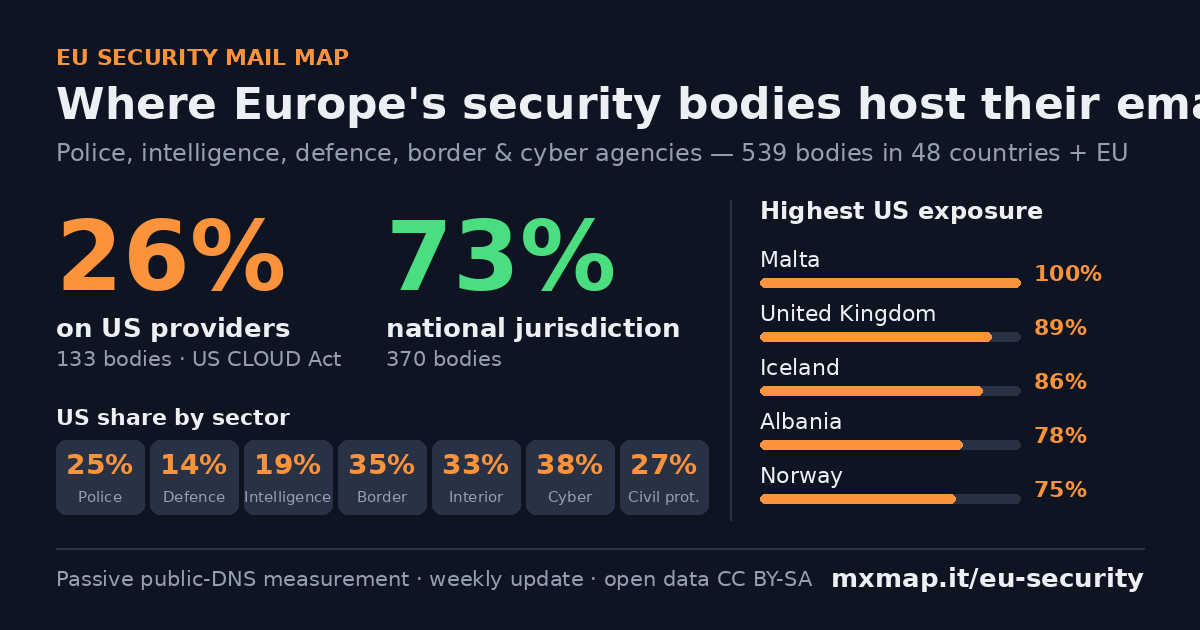 EU SECURITY MAIL MAP
Where Europe's security bodies host their ema
Police, intelligence, defence, border & cyber agencies — 539 bodies in 48 countries + EU
26%
on US providers
133 bodies · US CLOUD Act
73%
national jurisdiction
370 bodies
US share by sector
25%
Police
14%
Defence
19%
Intelligence
35%
Border
33%
Interior
38%
Cyber
27%
Civil prot.
Highest US exposure
Malta
100%
United Kingdom
89%
Iceland
86%
Albania
78%
Norway
75%
Passive public-DNS measurement · weekly update · open data CC BY-SA
mxmap.it/eu-security